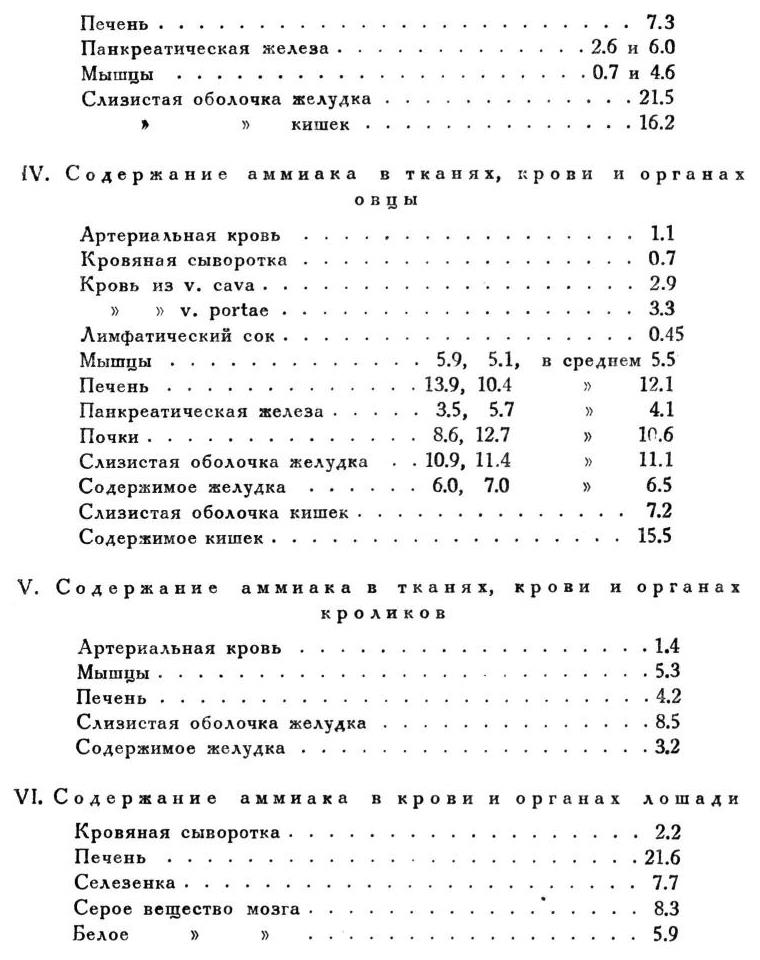 Печень . . . . . . . . . . . . . . . . . . . . . . 7.3
Панкреатическая железа . . . . . . . . . . . . . 2.6 и 6.0
Мышцы . . . . . . . . . . . . . . . . . . . . . 0.7 и 4.6
Слизистая оболочка желудка . . . . . . . . . . . . . 21.5
» » кишек . . . . . . . . . . . . . . 16.2
IV. Содержание аммиака в тканях, крови и органах
овцы
Артериальная кровь . . . . . . . . . . . . . . . . . 1.1
Кровяная сыворотка . . . . . . . . . . . . . . . . . 0.7
Кровь из v. cava . . . . . . . . . . . . . . . . . . . 2.9
» » v. portae . . . . . . . . . . . . . . . . . . 3.3
Лимфатический сок . . . . . . . . . . . . . . . . . . 0.45
Мышцы . . . . . . . . . . . . . 5.9, 5.1, в среднем 5.5
Печень . . . . . . . . . . . . . 13.9, 10.4 » 12.1
Панкреатическая железа . . . . . 3.5, 5.7 » 4.1
Почки . . . . . . . . . . . . . . 8.6, 12.7 » 10.6
Слизистая оболочка желудка . . 10.9, 11.4 » 11.1
Содержимое желудка . . . . . . 6.0, 7.0 » 6.5
Слизистая оболочка кишек . . . . . . . . . . . . . . 7.2
Содержимое кишек . . . . . . . . . . . . . . . . . . 15.5
V. Содержание аммиака в тканях, крови и органах
кроликов
Артериальная кровь . . . . . . . . . . . . . . . . . . 1.4
Мышцы . . . . . . . . . . . . . . . . . . . . . . . . . 5.3
Печень . . . . . . . . . . . . . . . . . . . . . . . . . 4.2
Слизистая оболочка желудка . . . . . . . . . . . . . . 8.5
Содержимое желудка . . . . . . . . . . . . . . . . . . 3.2
VI. Содержание аммиака в крови и органах лошади
Кровяная сыворотка . . . . . . . . . . . . . . . . . . 2.2
Печень . . . . . . . . . . . . . . . . . . . . . . . . 21.6
Селезенка . . . . . . . . . . . . . . . . . . . . . . . 7.7
Серое вещество мозга . . . . . . . . . . . . . . . . . 8.3
Белое » » . . . . . . . . . . . . . . . . . 5.9